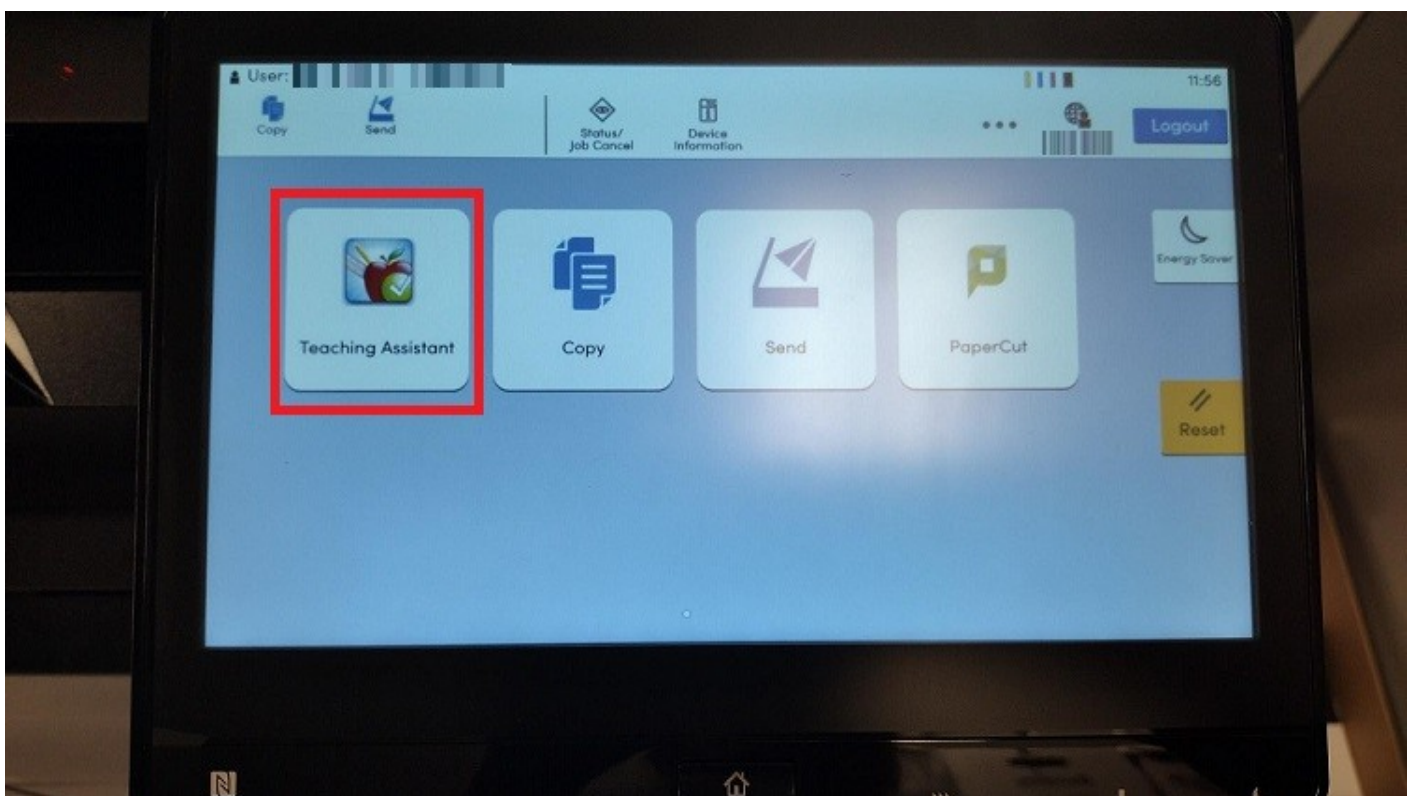 User:
11:56
Copy
Send
Status/
Job Cancel
Device
Information
Logout
Teaching Assistant
Copy
Send
PaperCut
Energy Saver
Reset